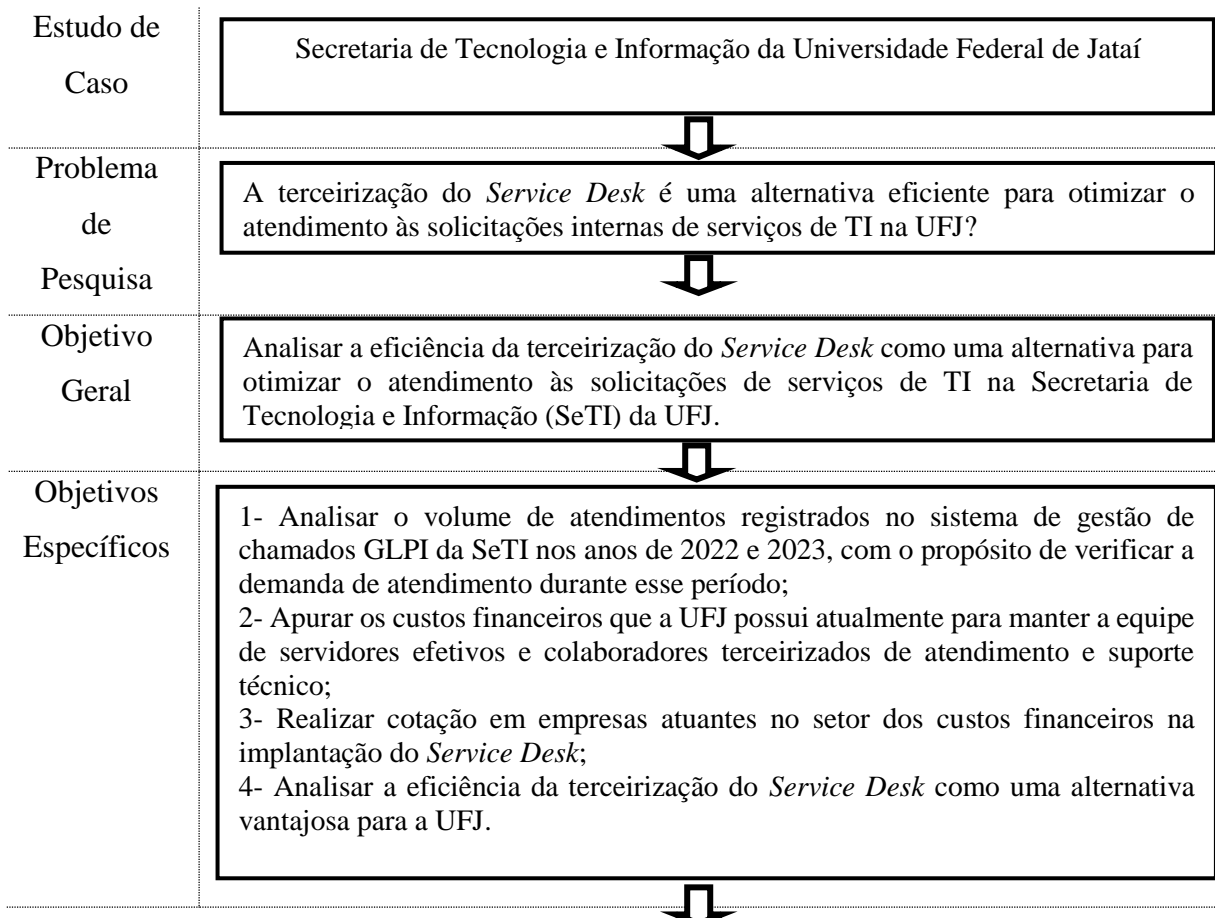 Estudo de
Caso
Secretaria de Tecnologia e Informação da Universidade Federal de Jataí
Problema
de
Pesquisa
A terceirização do Service Desk é uma alternativa eficiente para otimizar o
atendimento às solicitações internas de serviços de TI na UFJ?
Objetivo
Geral
Analisar a eficiência da terceirização do Service Desk como uma alternativa para
otimizar o atendimento às solicitações de serviços de TI na Secretaria de
Tecnologia e Informação (SeTI) da UFJ.
Objetivos
Específicos
1- Analisar o volume de atendimentos registrados no sistema de gestão de
chamados GLPI da SeTI nos anos de 2022 e 2023, com o propósito de verificar a
demanda de atendimento durante esse período;
2- Apurar os custos financeiros que a UFJ possui atualmente para manter a equipe
de servidores efetivos e colaboradores terceirizados de atendimento e suporte
técnico;
3- Realizar cotação em empresas atuantes no setor dos custos financeiros na
implantação do Service Desk;
4- Analisar a eficiência da terceirização do Service Desk como uma alternativa
vantajosa para a UFJ.